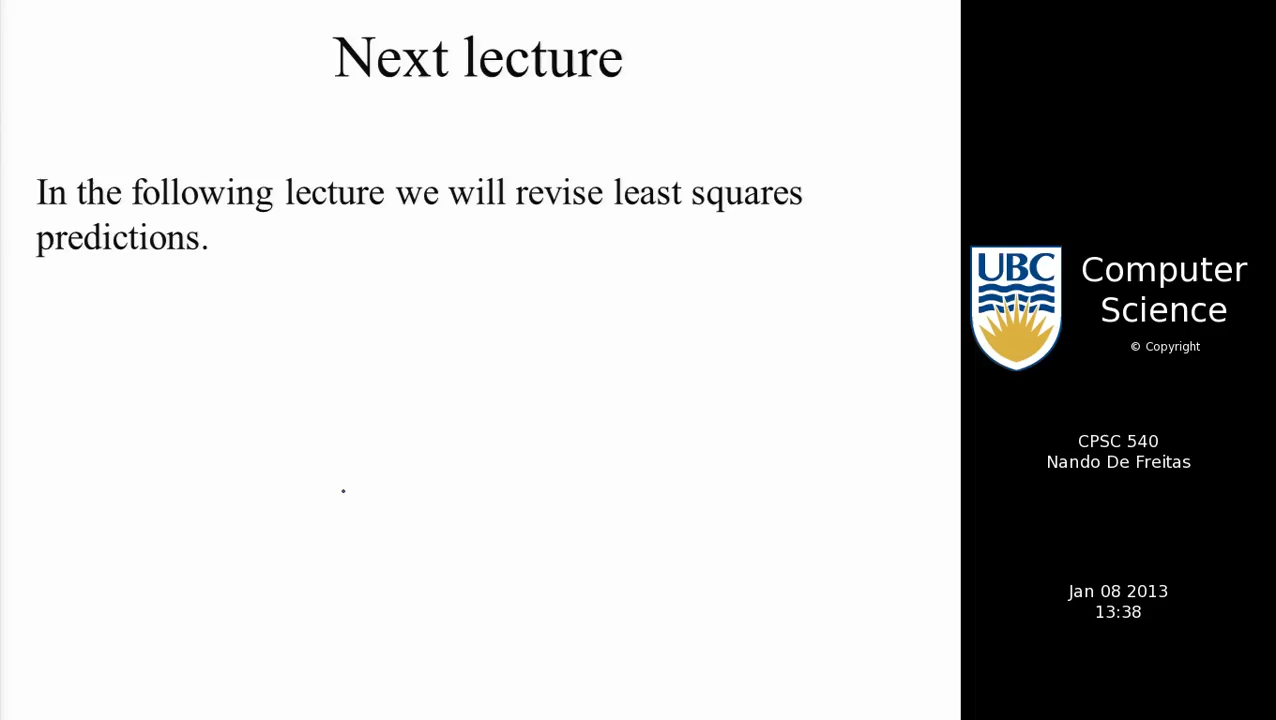 Next lecture
In the following lecture we will revise least squares
predictions.
UBC
Computer
Science
© Copyright
CPSC 540
Nando De Freitas
Jan 08 2013
13:38